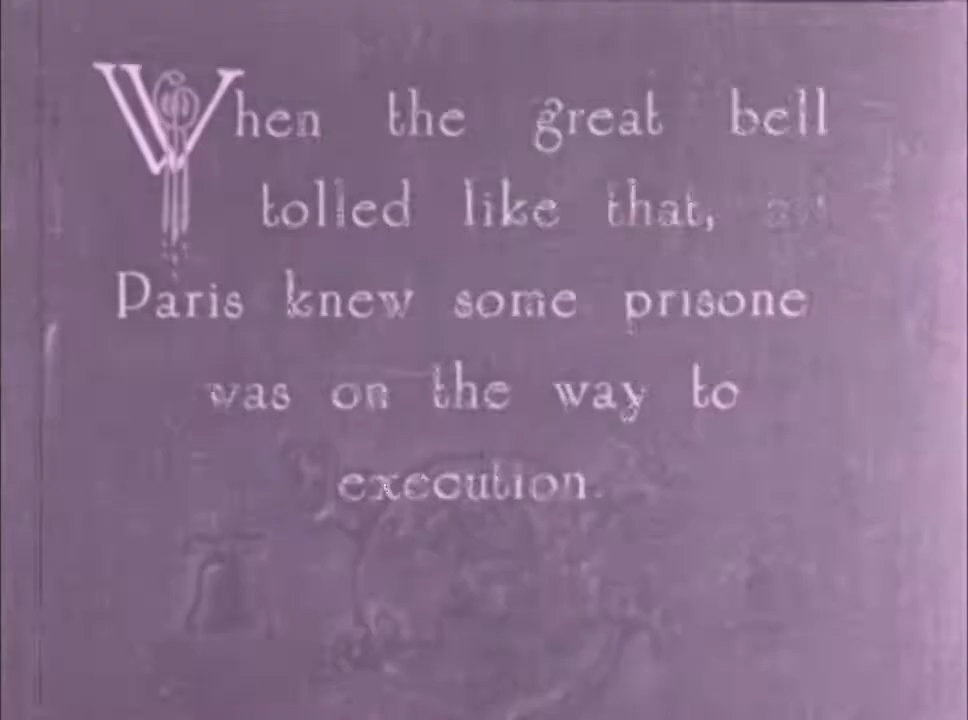 When the great bell
tolled like that,
Paris knew some prisone
was on the way to
execution.